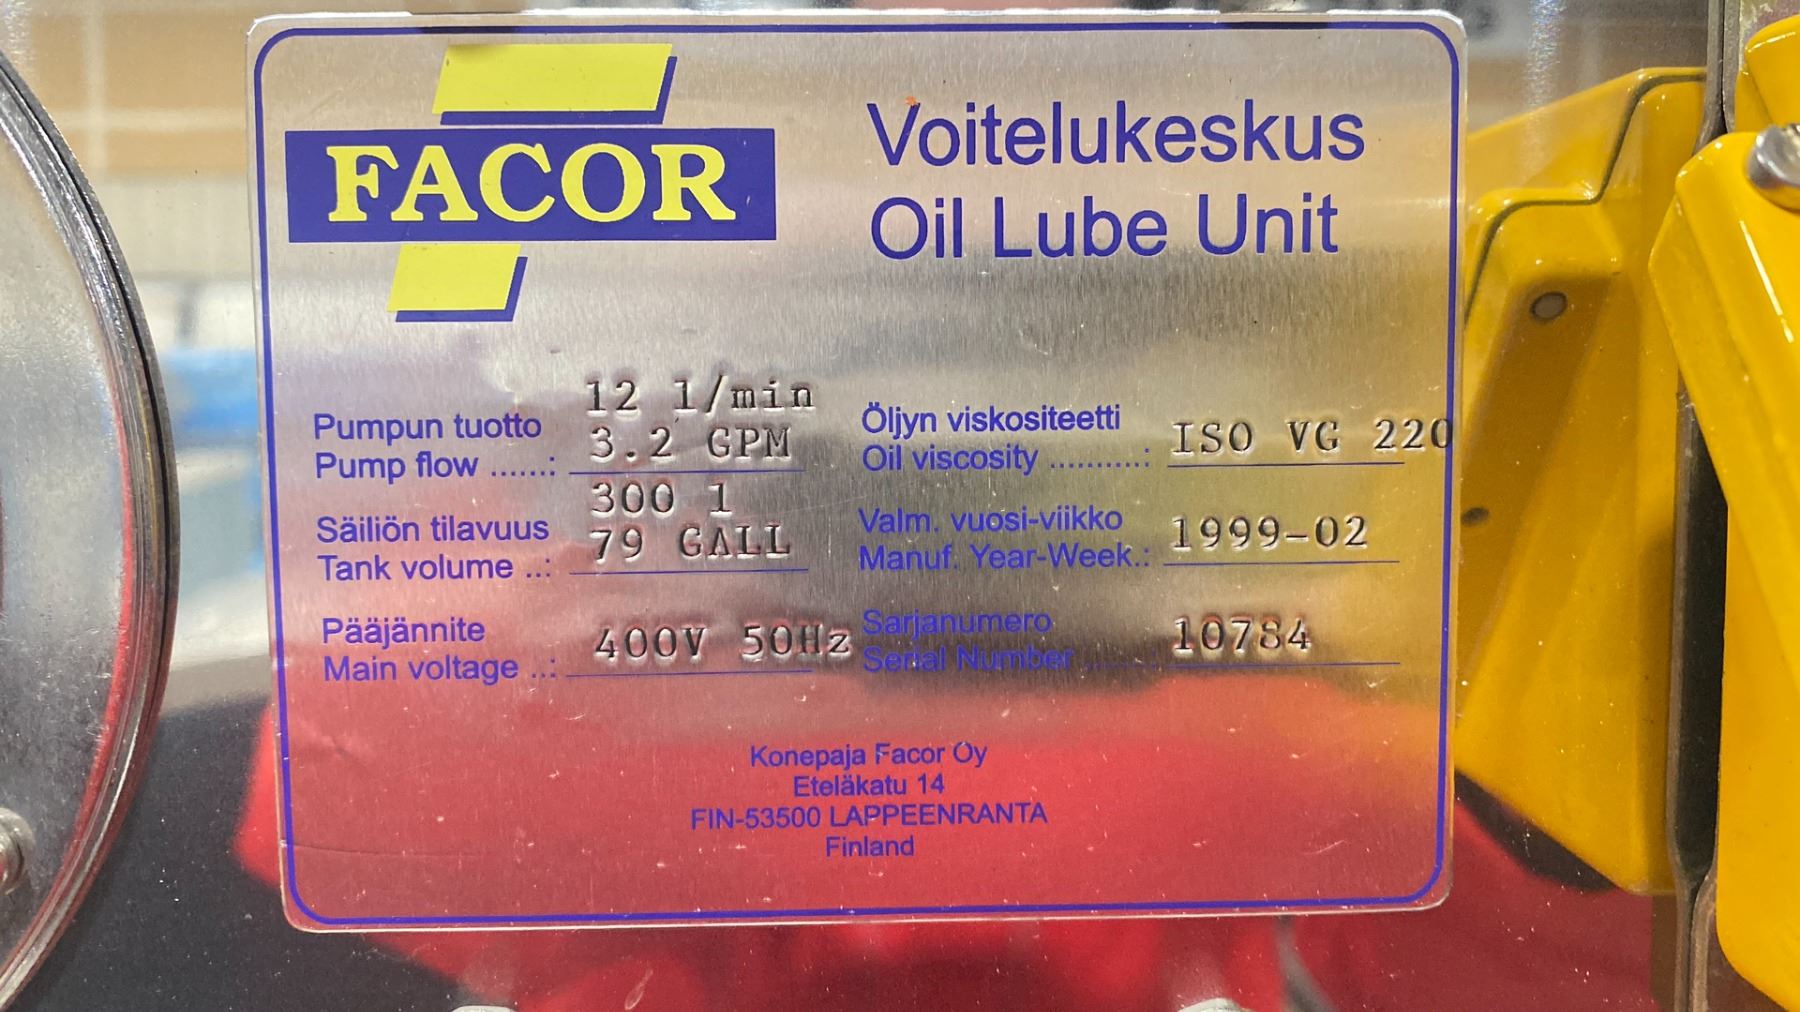 FACOR
Voitelukeskus
Oil Lube Unit
12 l/min
Pumpun tuotto
3.2 GPM
Pump flow ......:
300 l
Säiliön tilavuus
79 GALL
Tank volume ..:
Pääjännite
400V 50Hz
Main voltage ..:
Öljyn viskositeetti
ISO VG 220
Oil viscosity ..........:
Valm. vuosi-viikko
1999-02
Manuf. Year-Week.:
Sarjanumero
10784
Serial Number ........:
Konepaja Facor Oy
Eteläkatu 14
FIN-53500 LAPPEENRANTA
Finland